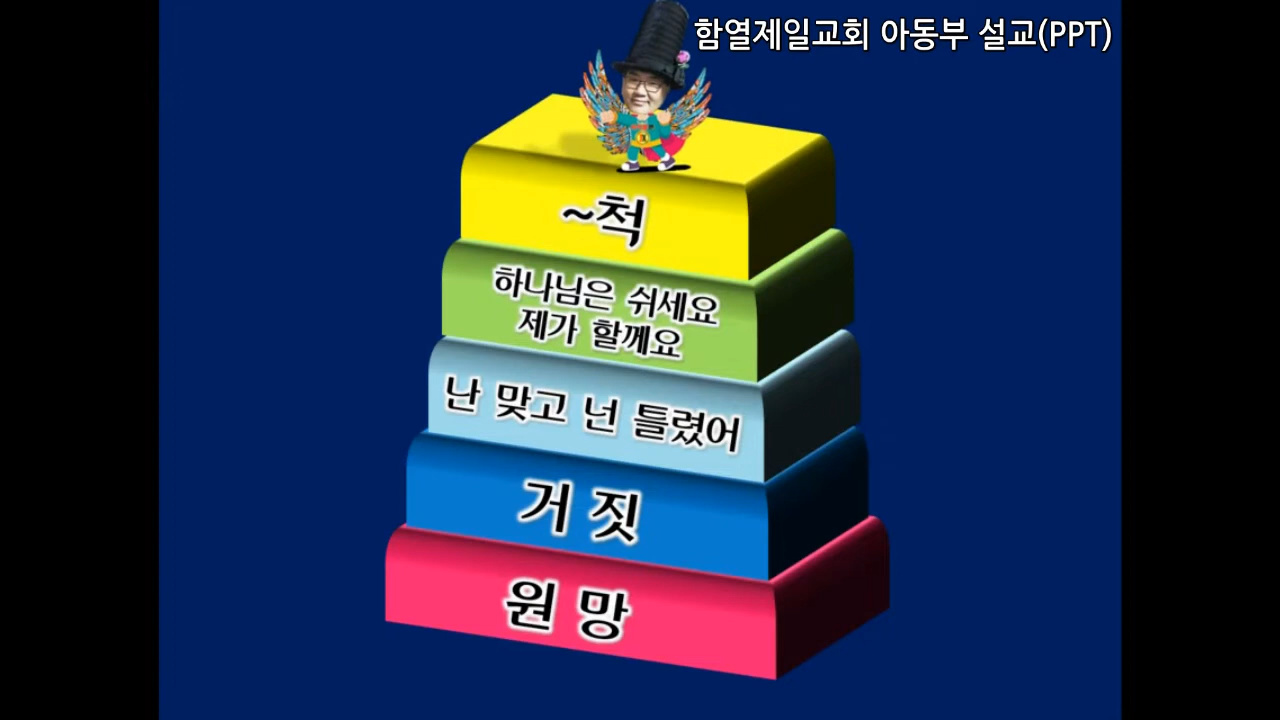 함열제일교회 아동부 설교(PPT)
~척
하나님은 쉬세요
제가 할께요
난 맞고 넌 틀렸어
거짓
원망